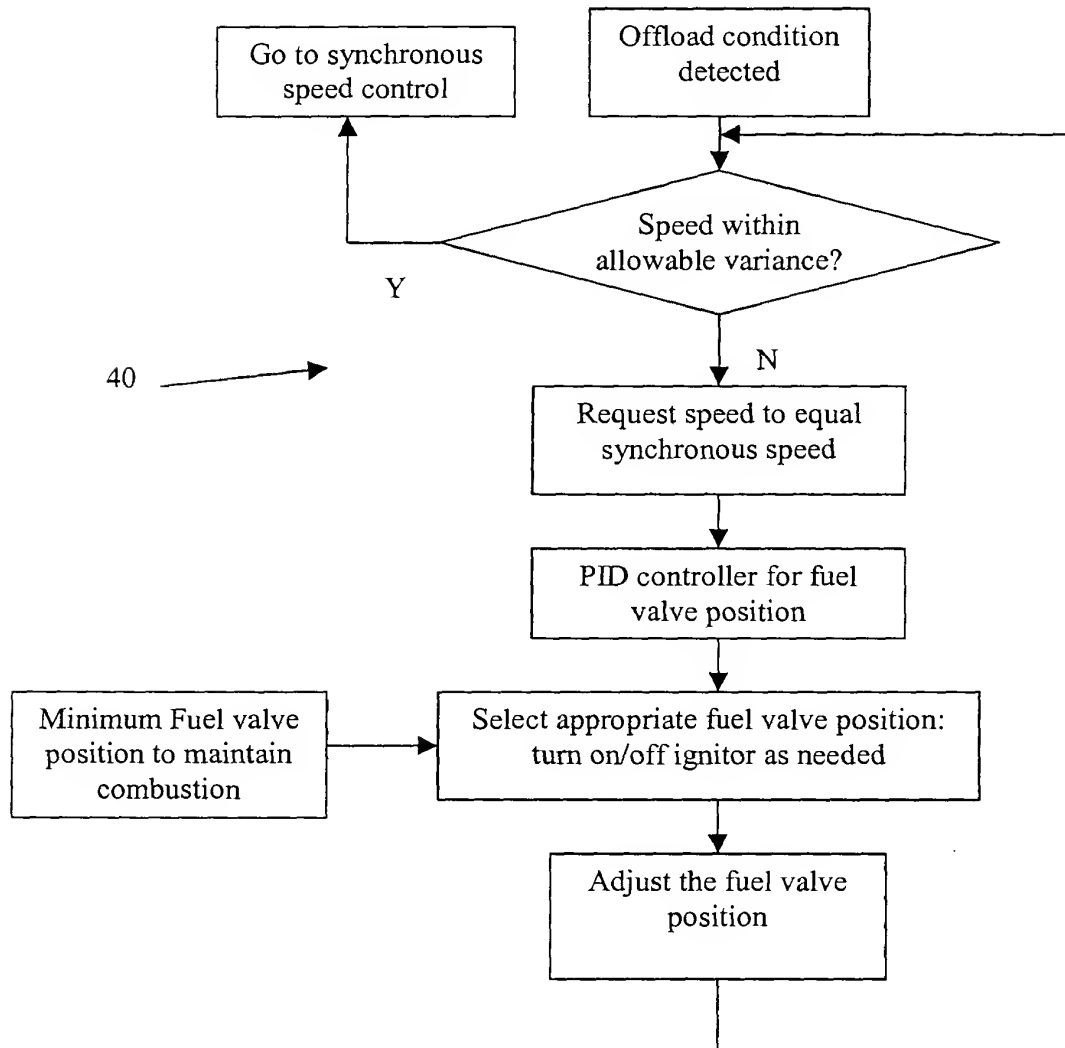 Go to synchronous
speed control
Offload condition
detected
Speed within
allowable variance?
Y
N
40
Request speed to equal
synchronous speed
PID controller for fuel
valve position
Minimum Fuel valve
position to maintain
combustion
Select appropriate fuel valve position:
turn on/off ignitor as needed
Adjust the fuel valve
position